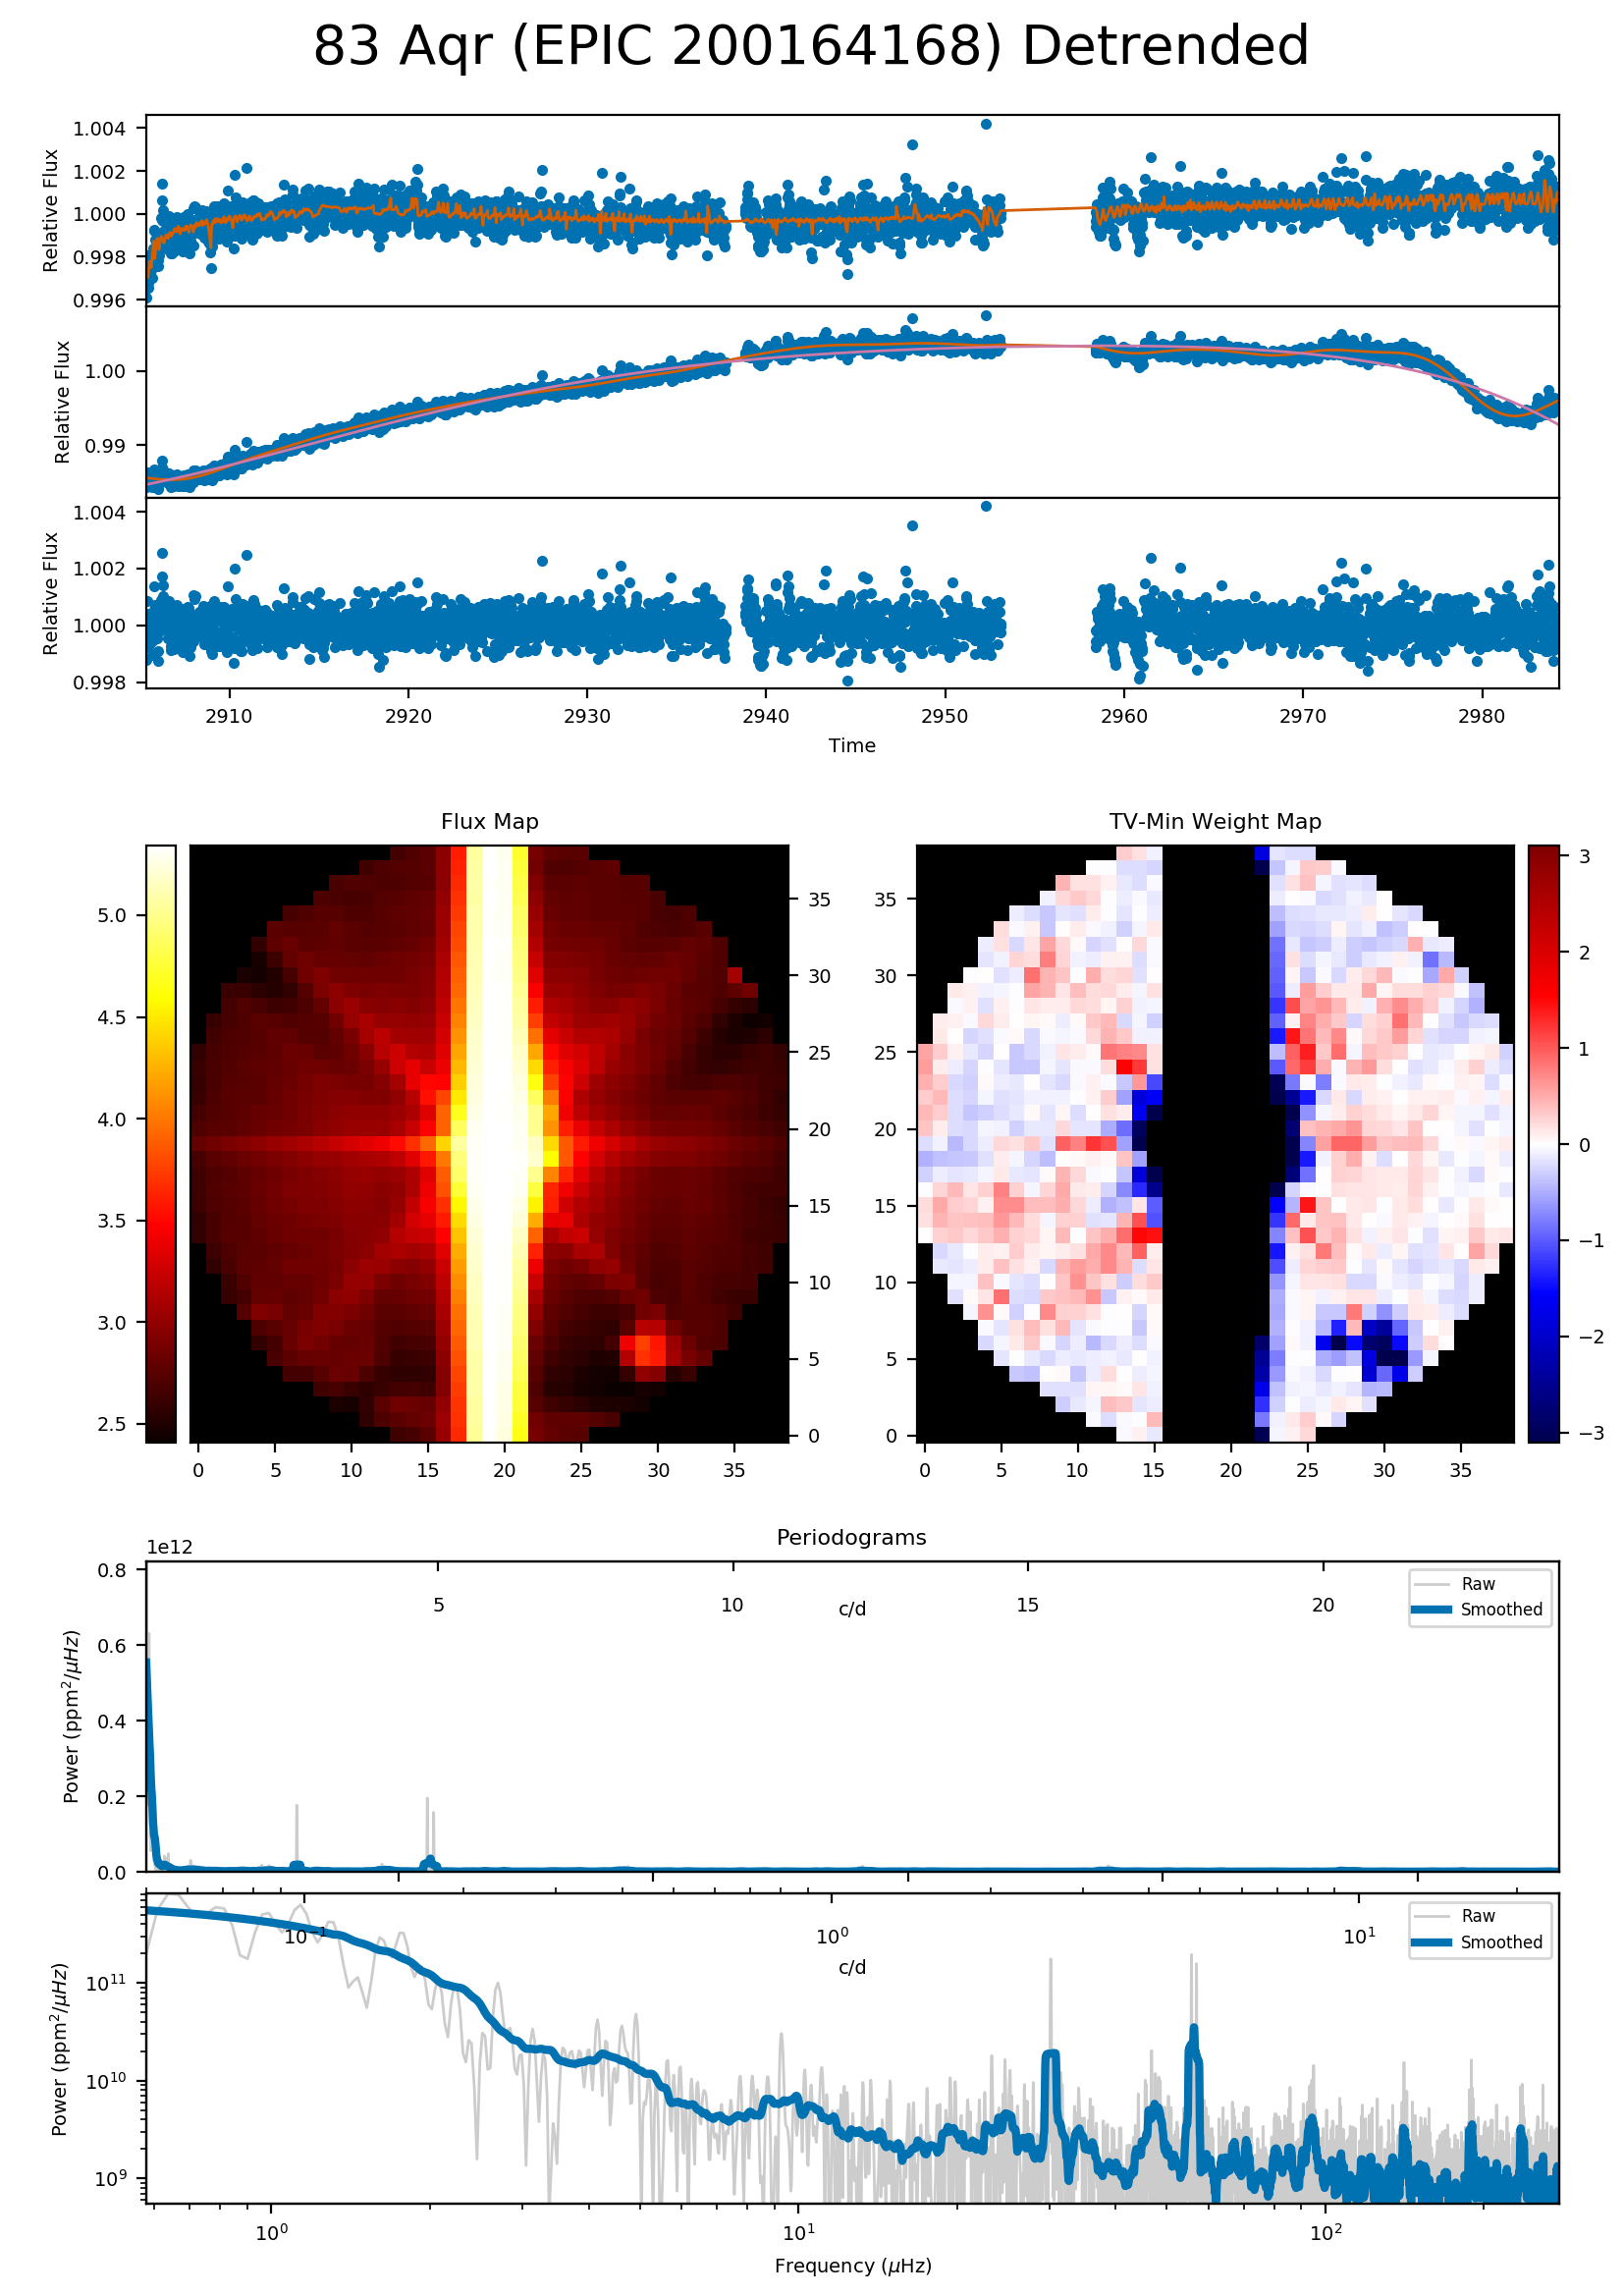 83 Aqr (EPIC 200164168) Detrended
1.004
1.002
1.000
0.998
0.996
Relative Flux
1.00
0.99
Relative Flux
1.004
1.002
1.000
0.998
Relative Flux
2910 2920 2930 2940 2950 2960 2970 2980
Time
Flux Map
5.0
4.5
4.0
3.5
3.0
2.5
35
30
25
20
15
10
5
0
0 5 10 15 20 25 30 35
TV-Min Weight Map
35
30
25
20
15
10
5
0
0 5 10 15 20 25 30 35
3
2
1
0
−1
−2
−3
Periodograms
1e12
0.8
0.6
0.4
0.2
0.0
Power (ppm²/μHz)
5 10 15 20
c/d
Raw
Smoothed
10⁻¹ 10⁰ 10¹
c/d
Raw
Smoothed
10¹¹
10¹⁰
10⁹
Power (ppm²/μHz)
10⁰ 10¹ 10²
Frequency (μHz)